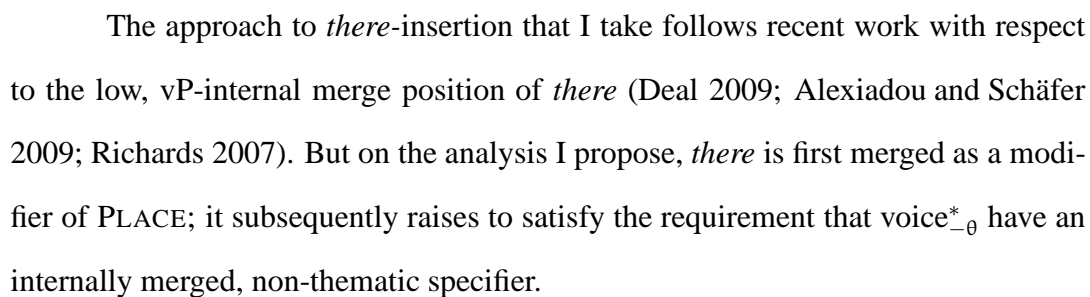 The approach to there-insertion that I take follows recent work with respect
to the low, vP-internal merge position of there (Deal 2009; Alexiadou and Schäfer
2009; Richards 2007). But on the analysis I propose, there is first merged as a modi-
fier of PLACE; it subsequently raises to satisfy the requirement that voice*−θ have an
internally merged, non-thematic specifier.